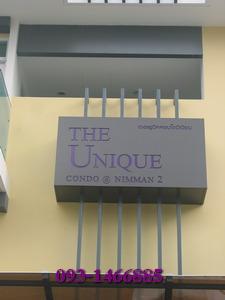 THE
UNIQUE
CONDO @ NIMMAN 2
093-1466885